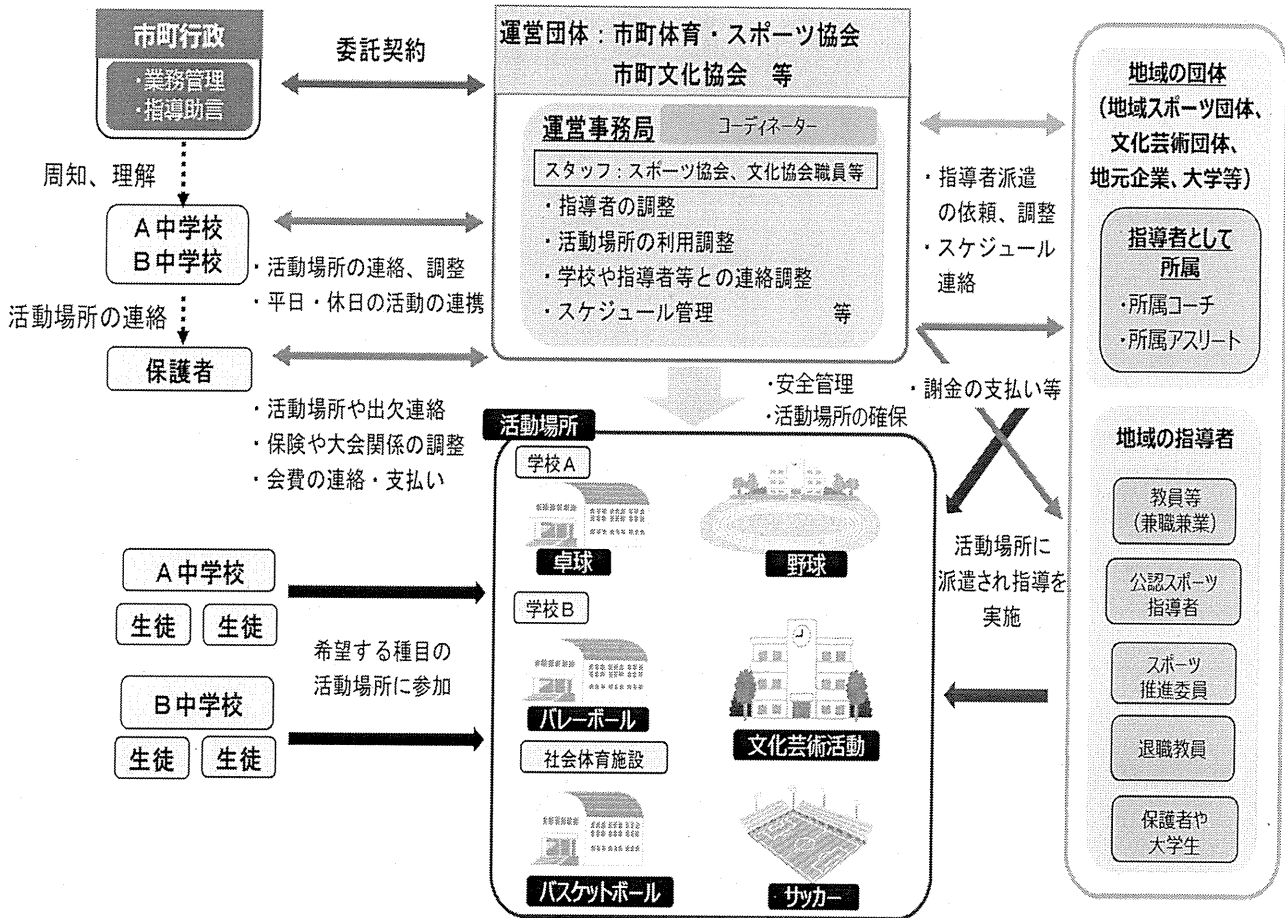 市町行政
・業務管理
・指導助言
委託契約
運営団体：市町体育・スポーツ協会
市町文化協会　等
運営事務局
コーディネーター
スタッフ：スポーツ協会、文化協会職員等
・指導者の調整
・活動場所の利用調整
・学校や指導者等との連絡調整
・スケジュール管理　　　　等
周知、理解
A中学校
B中学校
・活動場所の連絡、調整
・平日・休日の活動の連携
活動場所の連絡
保護者
・活動場所や出欠連絡
・保険や大会関係の調整
・会費の連絡・支払い
・指導者派遣
の依頼、調整
・スケジュール
連絡
地域の団体
（地域スポーツ団体、
文化芸術団体、
地元企業、大学等）
指導者として
所属
・所属コーチ
・所属アスリート
・安全管理
・活動場所の確保
・謝金の支払い等
活動場所
学校A
卓球
野球
学校B
バレーボール
文化芸術活動
社会体育施設
バスケットボール
サッカー
A中学校
生徒　生徒
B中学校
生徒　生徒
希望する種目の
活動場所に参加
活動場所に
派遣され指導を
実施
地域の指導者
教員等
（兼職兼業）
公認スポーツ
指導者
スポーツ
推進委員
退職教員
保護者や
大学生